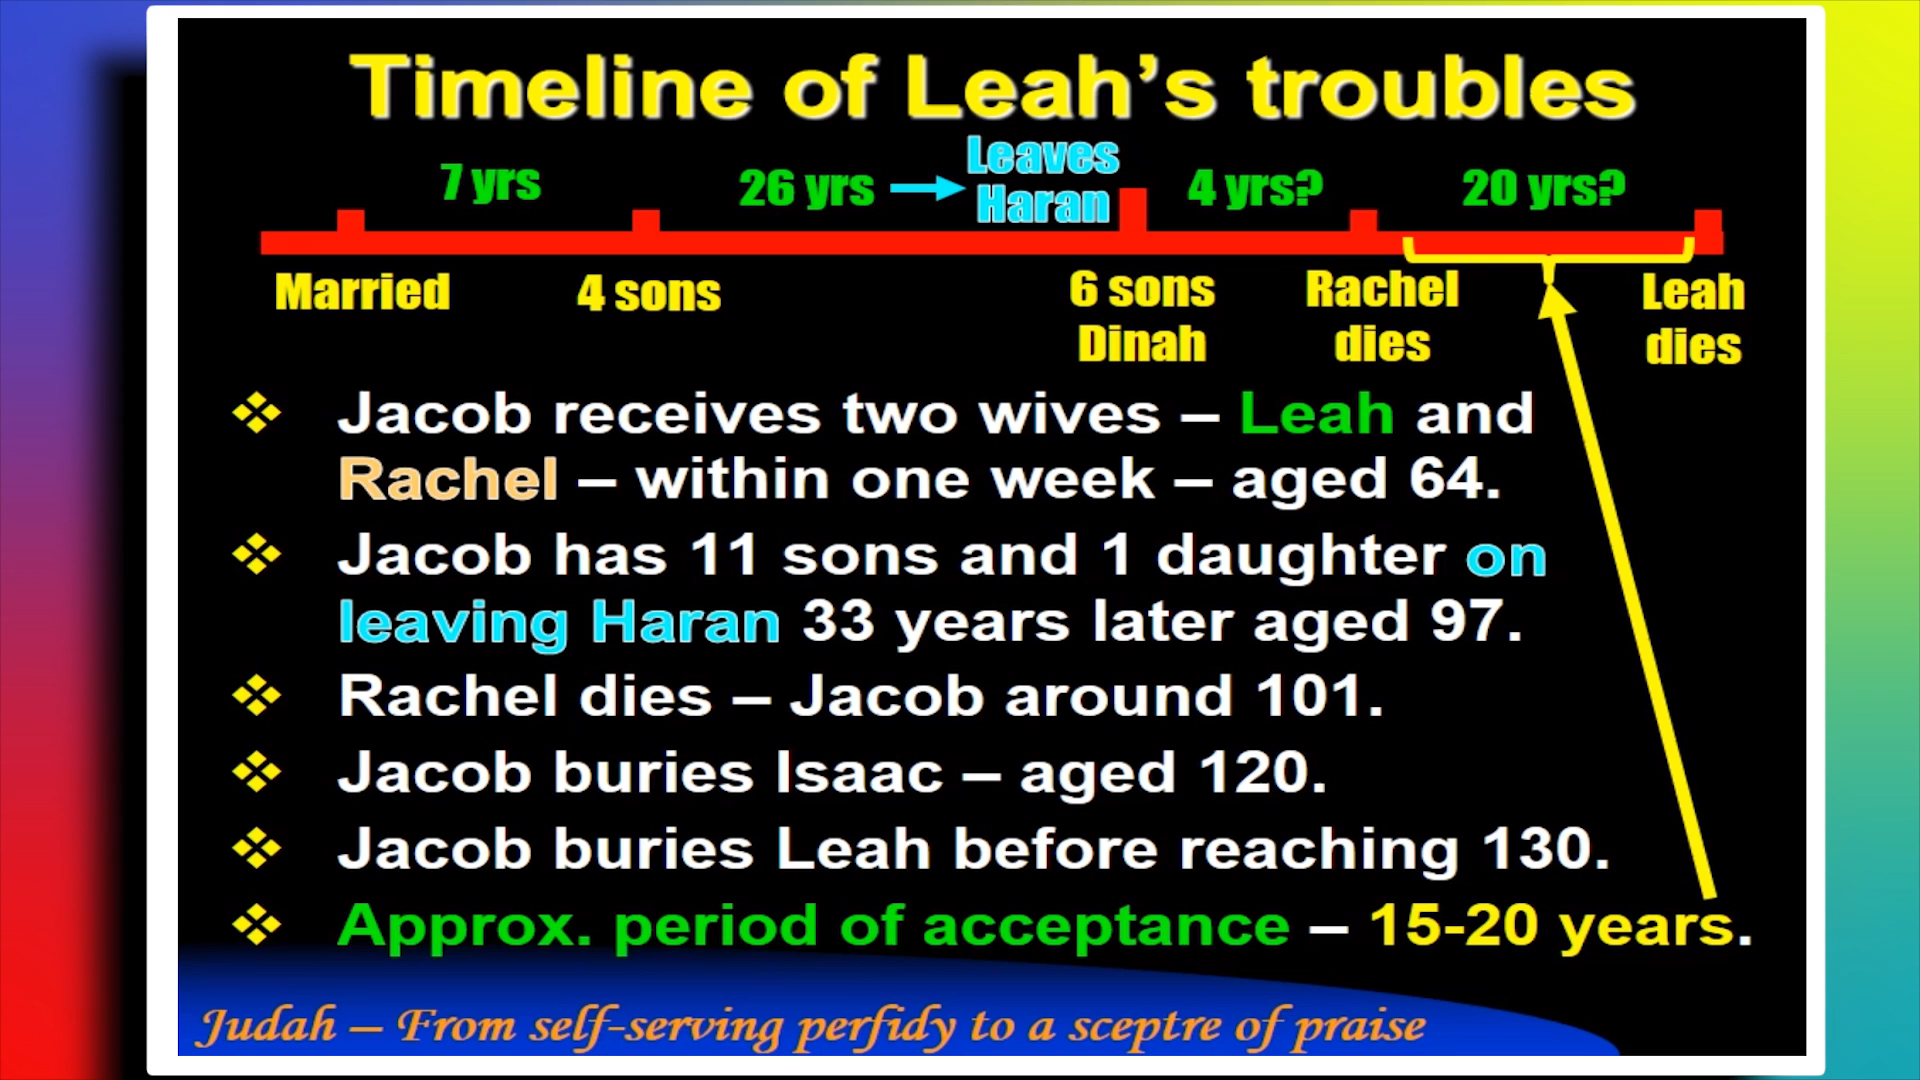 Timeline of Leah's troubles
7 yrs
26 yrs
Leaves
Haran
4 yrs?
20 yrs?
Married
4 sons
6 sons
Dinah
Rachel
dies
Leah
dies
Jacob receives two wives – Leah and
Rachel – within one week – aged 64.
Jacob has 11 sons and 1 daughter on
leaving Haran 33 years later aged 97.
Rachel dies – Jacob around 101.
Jacob buries Isaac – aged 120.
Jacob buries Leah before reaching 130.
Approx. period of acceptance – 15-20 years.
Judah – From self-serving perfidy to a sceptre of praise